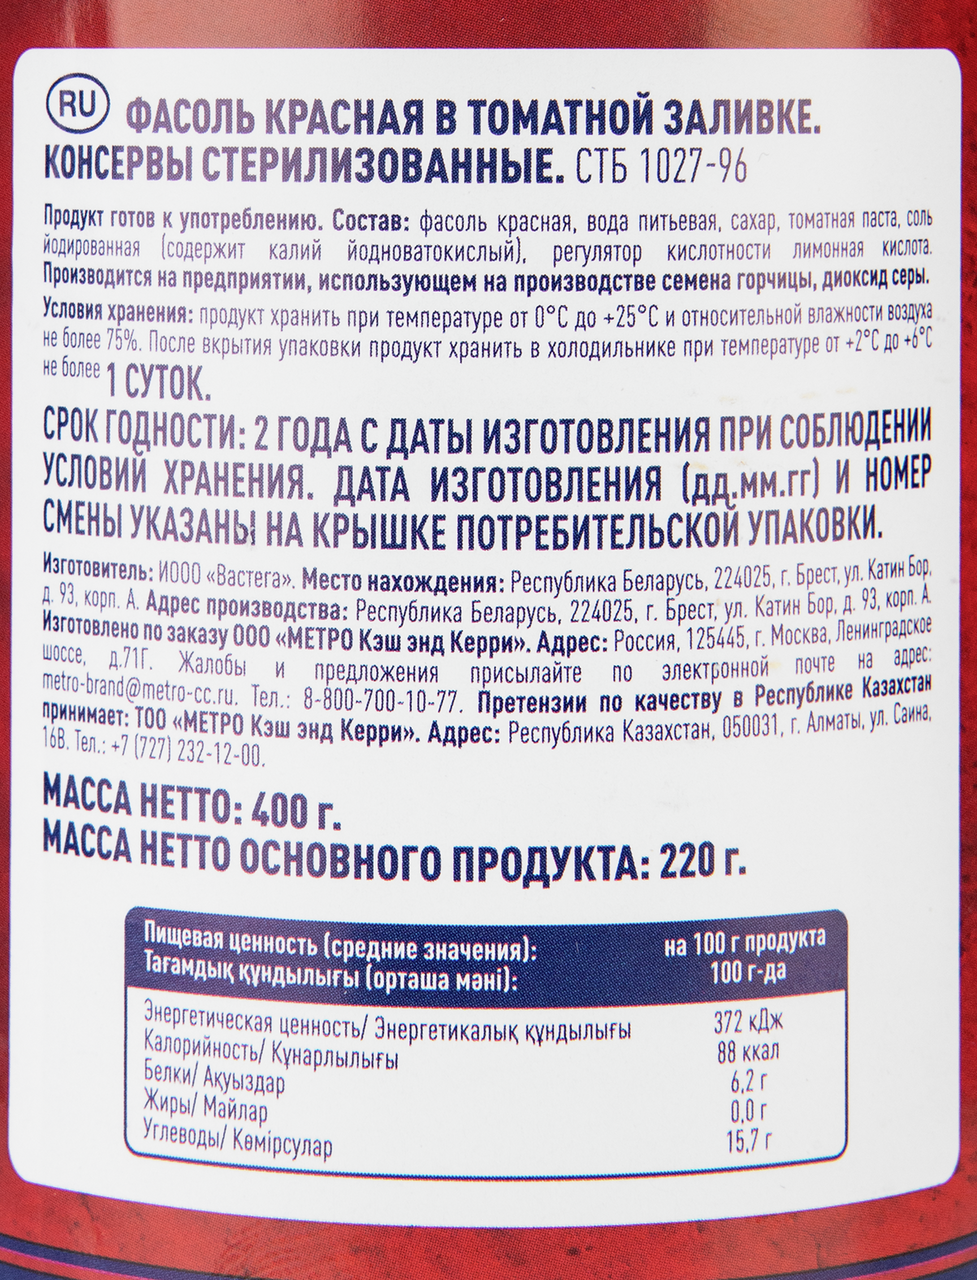 RU ФАСОЛЬ КРАСНАЯ В ТОМАТНОЙ ЗАЛИВКЕ.
КОНСЕРВЫ СТЕРИЛИЗОВАННЫЕ. СТБ 1027-96
Продукт готов к употреблению. Состав: фасоль красная, вода питьевая, сахар, томатная паста, соль
йодированная (содержит калий йодноватокислый), регулятор кислотности лимонная кислота.
Производится на предприятии, использующем на производстве семена горчицы, диоксид серы.
Условия хранения: продукт хранить при температуре от 0°С до +25°С и относительной влажности воздуха
не более 75%. После вкрытия упаковки продукт хранить в холодильнике при температуре от +2°С до +6°С
не более 1 СУТОК.
СРОК ГОДНОСТИ: 2 ГОДА С ДАТЫ ИЗГОТОВЛЕНИЯ ПРИ СОБЛЮДЕНИИ
УСЛОВИЙ ХРАНЕНИЯ. ДАТА ИЗГОТОВЛЕНИЯ (дд.мм.гг) И НОМЕР
СМЕНЫ УКАЗАНЫ НА КРЫШКЕ ПОТРЕБИТЕЛЬСКОЙ УПАКОВКИ.
Изготовитель: ИООО «Вастега». Место нахождения: Республика Беларусь, 224025, г. Брест, ул. Катин Бор,
д. 93, корп. А. Адрес производства: Республика Беларусь, 224025, г. Брест, ул. Катин Бор, д. 93, корп. А.
Изготовлено по заказу ООО «МЕТРО Кэш энд Керри». Адрес: Россия, 125445, г. Москва, Ленинградское
шоссе, д.71Г. Жалобы и предложения присылайте по электронной почте на адрес:
metro-brand@metro-cc.ru. Тел.: 8-800-700-10-77. Претензии по качеству в Республике Казахстан
принимает: ТОО «МЕТРО Кэш энд Керри». Адрес: Республика Казахстан, 050031, г. Алматы, ул. Саина,
16В. Тел.: +7 (727) 232-12-00.
МАССА НЕТТО: 400 г.
МАССА НЕТТО ОСНОВНОГО ПРОДУКТА: 220 г.
Пищевая ценность (средние значения): на 100 г продукта
Тағамдық құндылығы (орташа мәні): 100 г-да
Энергетическая ценность/ Энергетикалық құндылығы 372 кДж
Калорийность/ Құнарлылығы 88 ккал
Белки/ Ақуыздар 6,2 г
Жиры/ Майлар 0,0 г
Углеводы/ Көмірсулар 15,7 г